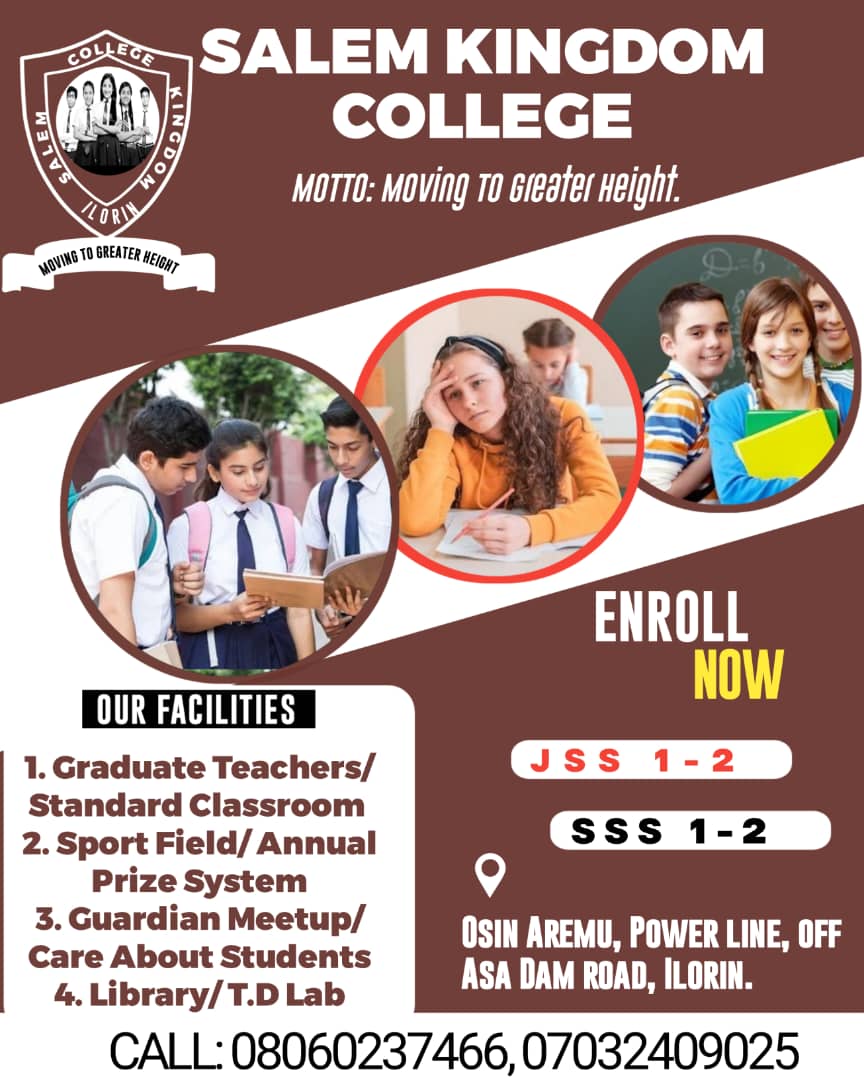 COLLEGE
SALEM
KINGDOM
ILORIN
MOVING TO GREATER HEIGHT
SALEM KINGDOM
COLLEGE
MOTTO: MOVING TO GREATER HEIGHT.
D=b
ENROLL
NOW
OUR FACILITIES
1. Graduate Teachers/
Standard Classroom
2. Sport Field/ Annual
Prize System
3. Guardian Meetup/
Care About Students
4. Library/ T.D Lab
JSS 1-2
SSS 1-2
OSIN AREMU, POWER LINE, OFF
ASA DAM ROAD, ILORIN.
CALL: 08060237466, 07032409025